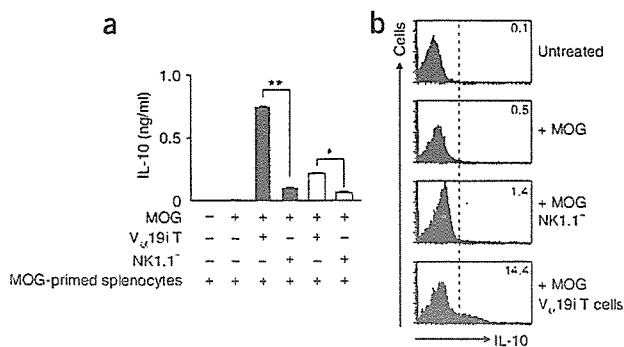 a
IL-10 (ng/ml)
1.0
0.5
0
**
*
MOG – + + + + +
Vα19i T – – + – + –
NK1.1⁻ – – – + – +
MOG-primed splenocytes + + + + + +
b
Cells
0.1
Untreated
0.5
+ MOG
1.4
+ MOG
NK1.1⁻
14.4
+ MOG
Vα19i T cells
IL-10